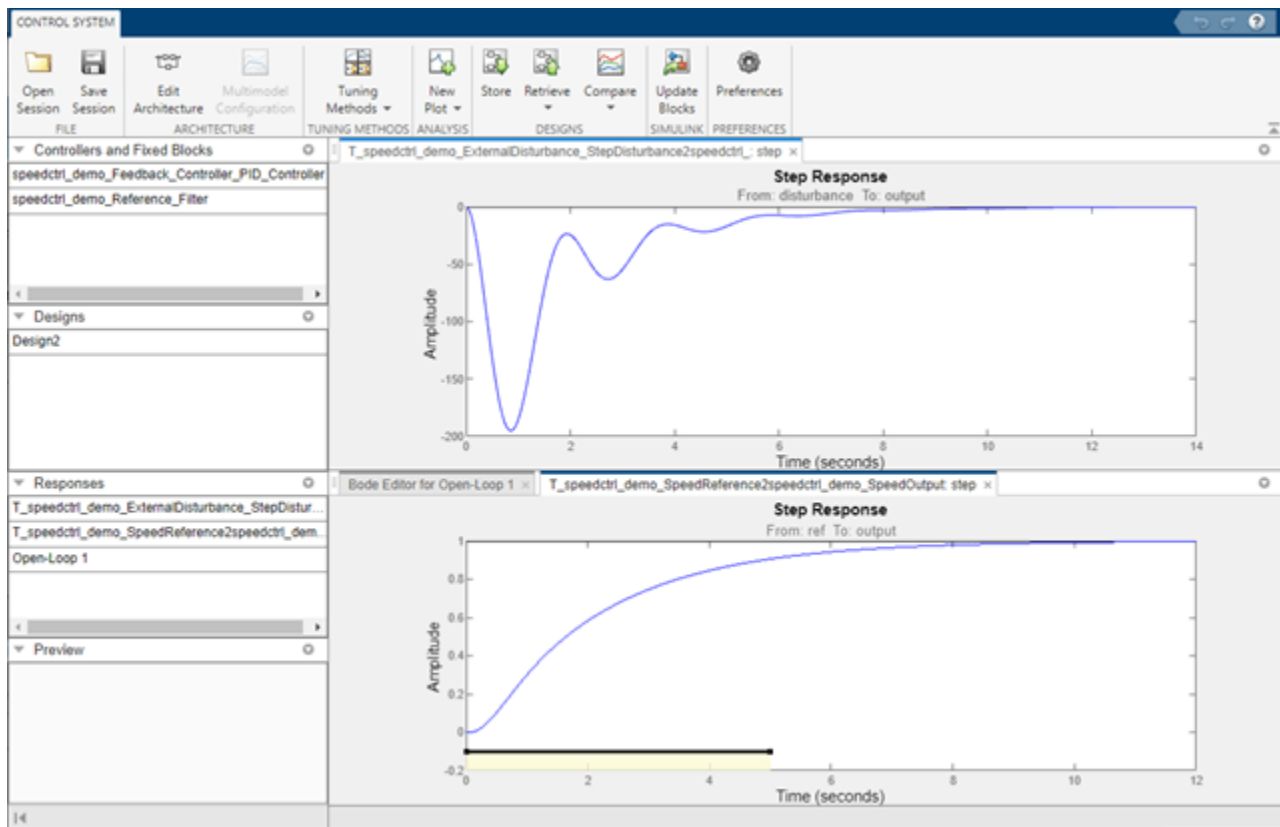 CONTROL SYSTEM
Open Session
Save Session
Edit Architecture
Multimodel Configuration
Tuning Methods
New Plot
Store
Retrieve
Compare
Update Blocks
Preferences
FILE ARCHITECTURE TUNING METHODS ANALYSIS DESIGNS SIMULINK PREFERENCES
Controllers and Fixed Blocks
speedctrl_demo_Feedback_Controller_PID_Controller
speedctrl_demo_Reference_Filter
Designs
Design2
Responses
T_speedctrl_demo_ExternalDisturbance_StepDistur...
T_speedctrl_demo_SpeedReference2speedctrl_dem...
Open-Loop 1
Preview
T_speedctrl_demo_ExternalDisturbance_StepDisturbance2speedctrl_: step
Step Response
From: disturbance To: output
Amplitude
0
-50
-100
-150
-200
0 2 4 6 8 10 12 14
Time (seconds)
Bode Editor for Open-Loop 1
T_speedctrl_demo_SpeedReference2speedctrl_demo_SpeedOutput: step
Step Response
From: ref To: output
Amplitude
1
0.8
0.6
0.4
0.2
0
-0.2
0 2 4 6 8 10 12
Time (seconds)